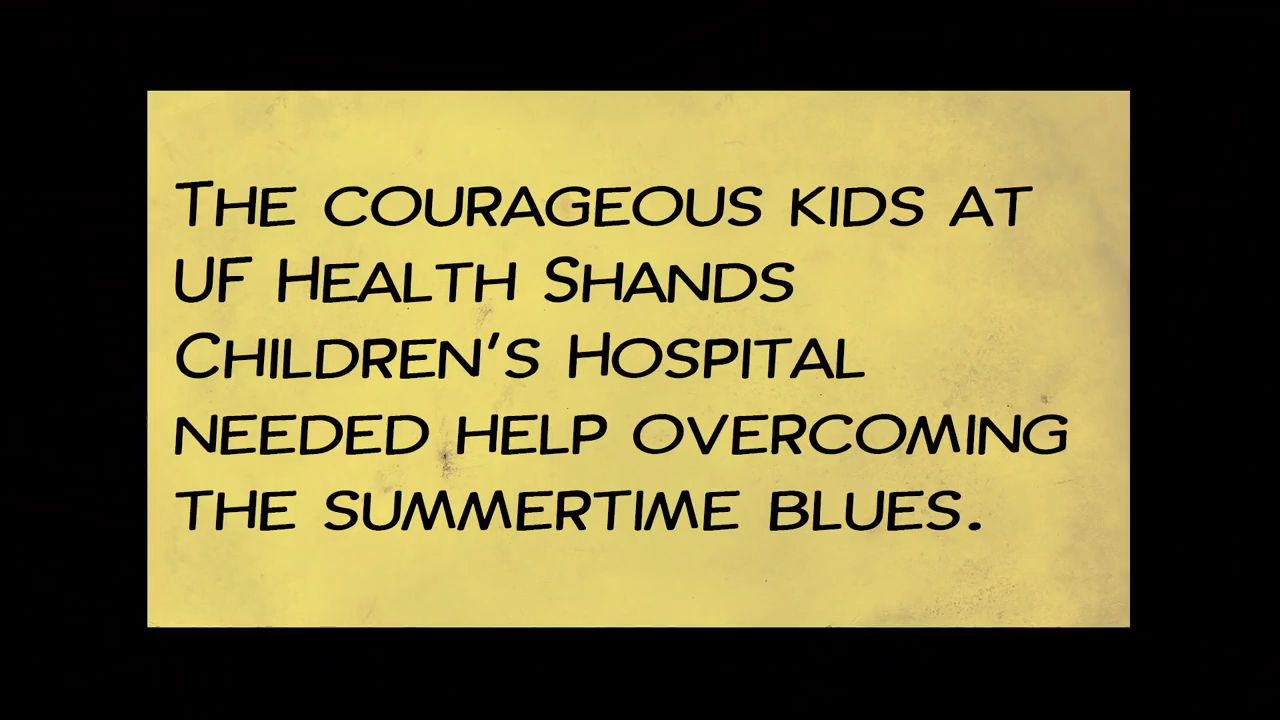 THE COURAGEOUS KIDS AT
UF HEALTH SHANDS
CHILDREN'S HOSPITAL
NEEDED HELP OVERCOMING
THE SUMMERTIME BLUES.